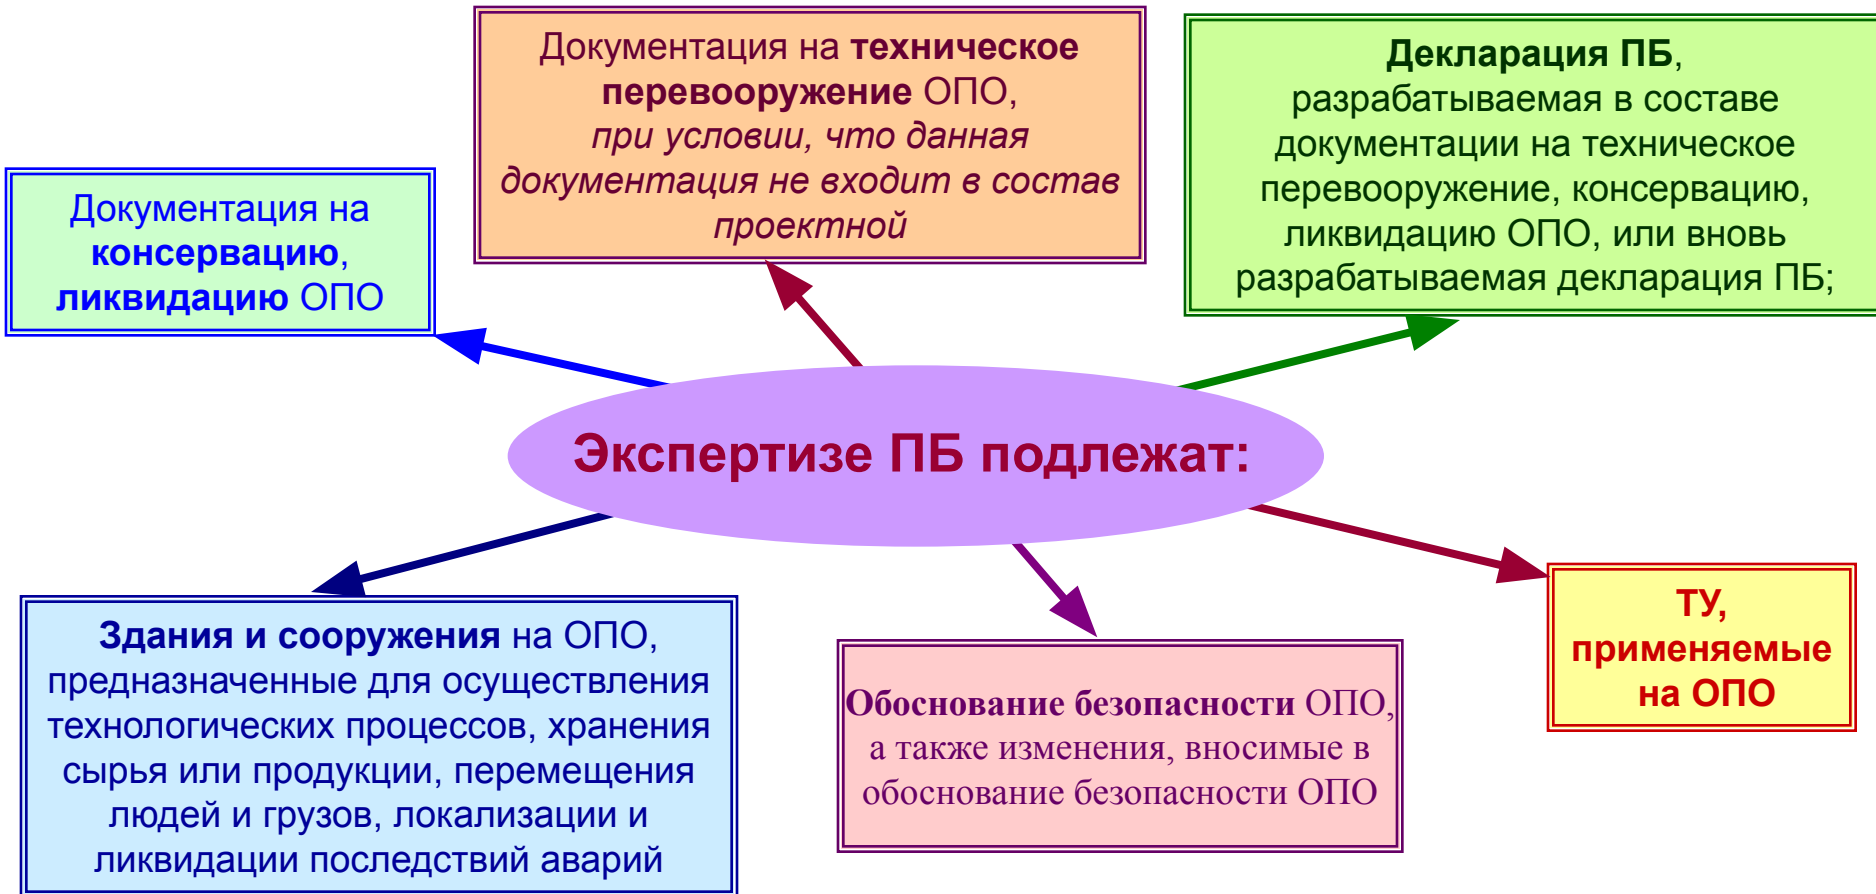 Документация на техническое
перевооружение ОПО,
при условии, что данная
документация не входит в состав
проектной
Декларация ПБ,
разрабатываемая в составе
документации на техническое
перевооружение, консервацию,
ликвидацию ОПО, или вновь
разрабатываемая декларация ПБ;
Документация на
консервацию,
ликвидацию ОПО
Экспертизе ПБ подлежат:
Здания и сооружения на ОПО,
предназначенные для осуществления
технологических процессов, хранения
сырья или продукции, перемещения
людей и грузов, локализации и
ликвидации последствий аварий
Обоснование безопасности ОПО,
а также изменения, вносимые в
обоснование безопасности ОПО
ТУ,
применяемые
на ОПО